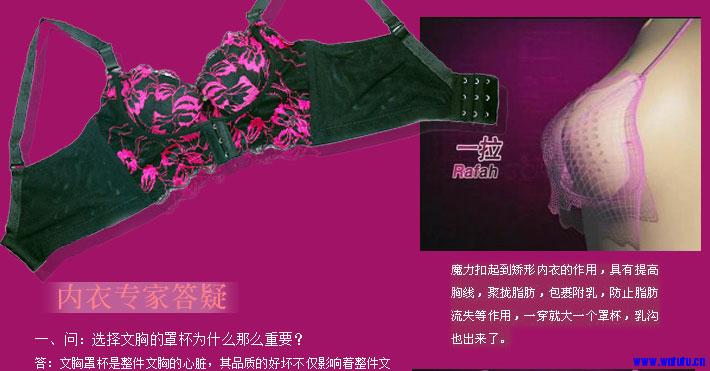 一拉
Rafah
魔力扣起到矫形内衣的作用，具有提高
胸线，聚拢脂肪，包裹附乳，防止脂肪
流失等作用，一穿就大一个罩杯，乳沟
也出来了。
内衣专家答疑
一、问：选择文胸的罩杯为什么那么重要？
答：文胸罩杯是整件文胸的心脏，其品质的好坏不仅影响着整件文